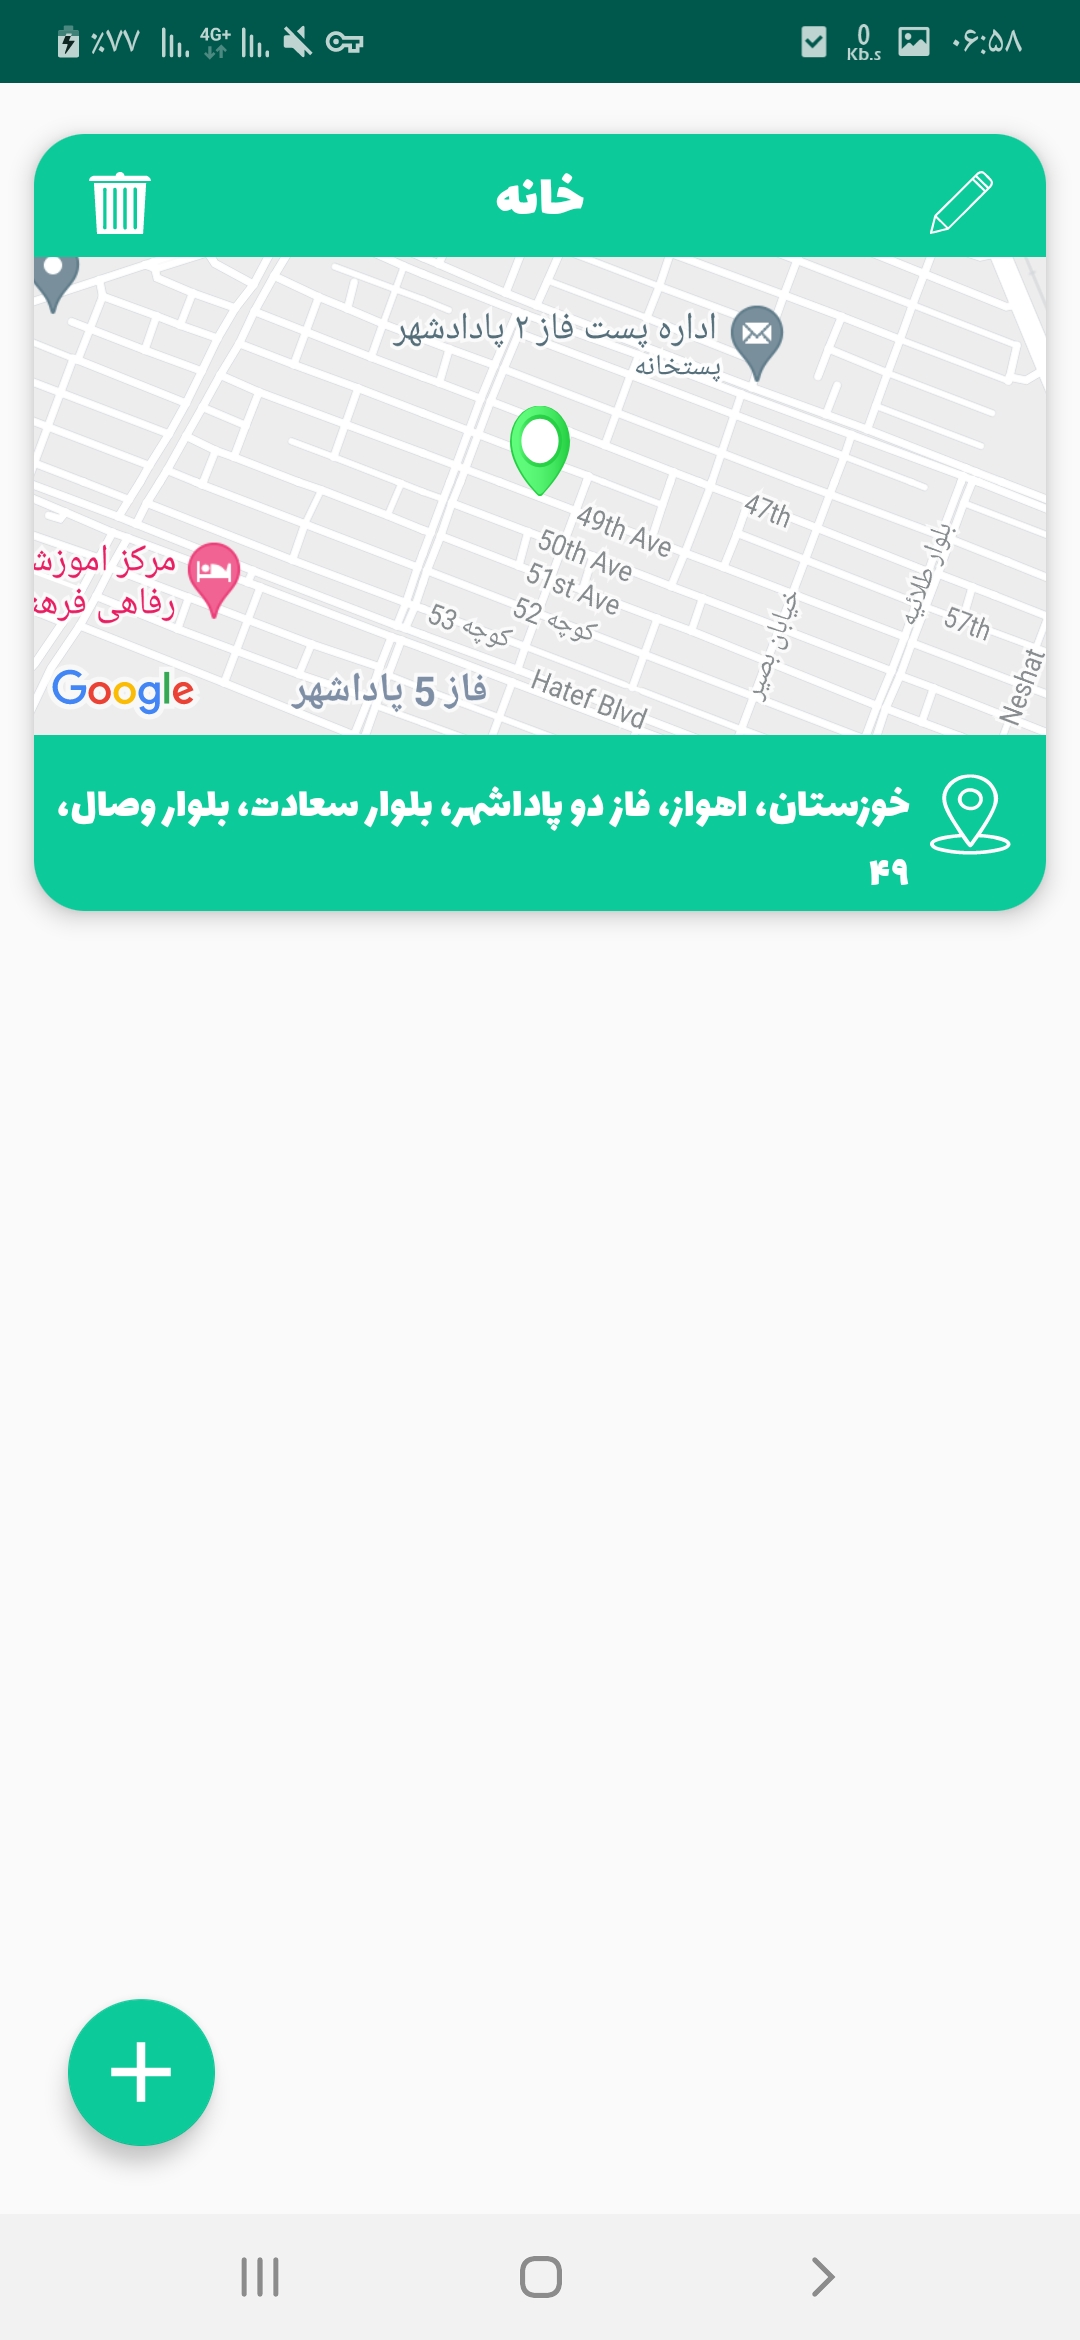 ٪۷۷
4G+
0
Kb.s
۰۶:۵۸
خانه
اداره پست فاز ۲ پادادشهر
پستخانه
49th Ave
47th
50th Ave
51st Ave
کوچه 52
کوچه 53
خیابان بصیر
بلوار طلائیه
57th
Neshat
مرکز اموزش
رفاهی فره
Google
فاز 5 پاداشهر
Hatef Blvd
خوزستان، اهواز، فاز دو پاداشهر، بلوار سعادت، بلوار وصال،
۴۹